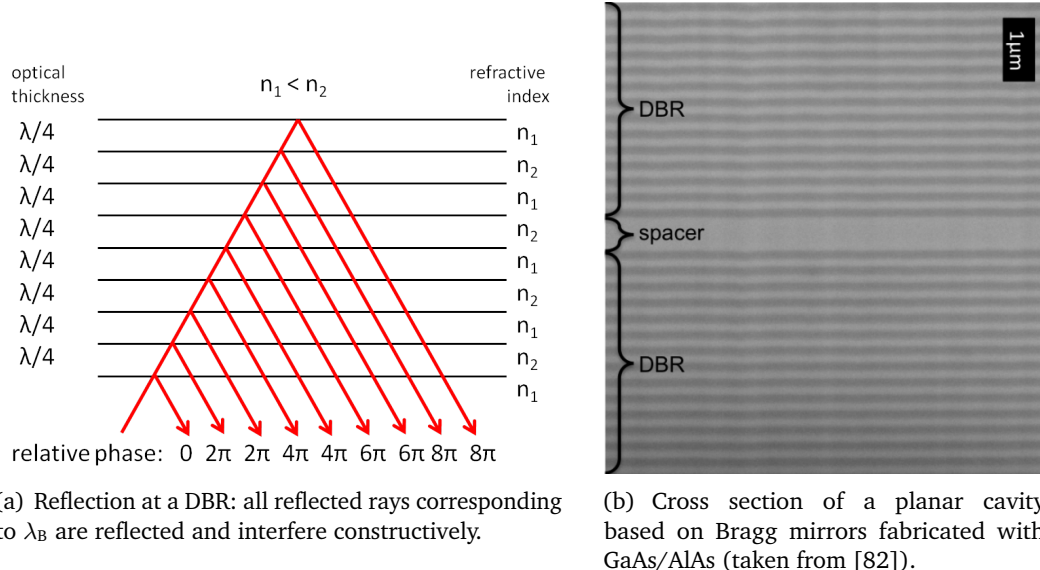 optical
thickness
n₁ < n₂
refractive
index
λ/4
n₁
λ/4
n₂
λ/4
n₁
λ/4
n₂
λ/4
n₁
λ/4
n₂
λ/4
n₁
λ/4
n₂
n₁
relative phase: 0 2π 2π 4π 4π 6π 6π 8π 8π
(a) Reflection at a DBR: all reflected rays corresponding
to λB are reflected and interfere constructively.
1μm
DBR
spacer
DBR
(b) Cross section of a planar cavity
based on Bragg mirrors fabricated with
GaAs/AlAs (taken from [82]).